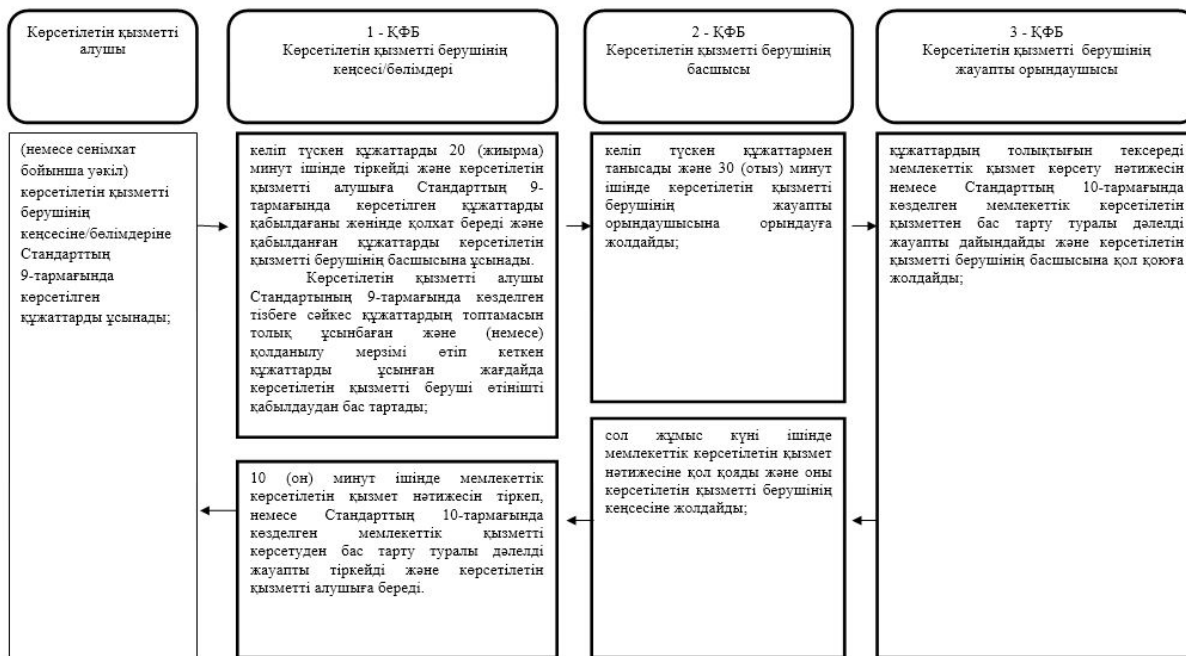 Көрсетілетін қызметті
алушы
1 - ҚФБ
Көрсетілетін қызметті берушінің
кеңсесі/бөлімдері
2 - ҚФБ
Көрсетілетін қызметті берушінің
басшысы
3 - ҚФБ
Көрсетілетін қызметті берушінің
жауапты орындаушысы
(немесе сенімхат
бойынша уәкіл)
көрсетілетін қызметті
берушінің
кеңсесіне/бөлімдеріне
Стандарттың
9-тармағында
көрсетілген
құжаттарды ұсынады;
келіп түскен құжаттарды 20 (жиырма)
минут ішінде тіркейді және көрсетілетін
қызметті алушыға Стандарттың 9-
тармағында көрсетілген құжаттарды
қабылдағаны жөнінде қолхат береді және
қабылданған құжаттарды көрсетілетін
қызметті берушінің басшысына ұсынады.
Көрсетілетін қызметті алушы
Стандартының 9-тармағында көзделген
тізбеге сәйкес құжаттардың топтамасын
толық ұсынбаған және (немесе)
қолданылу мерзімі өтіп кеткен
құжаттарды ұсынған жағдайда
көрсетілетін қызметті беруші өтінішті
қабылдаудан бас тартады;
келіп түскен құжаттармен
танысады және 30 (отыз) минут
ішінде көрсетілетін қызметті
берушінің жауапты
орындаушысына орындауға
жолдайды;
құжаттардың толықтығын тексереді
мемлекеттік қызмет көрсету нәтижесін
немесе Стандарттың 10-тармағында
көзделген мемлекеттік көрсетілетін
қызметтен бас тарту туралы дәлелді
жауапты дайындайды және көрсетілетін
қызметті берушінің басшысына қол қоюға
жолдайды;
10 (он) минут ішінде мемлекеттік
көрсетілетін қызмет нәтижесін тіркеп,
немесе Стандарттың 10-тармағында
көзделген мемлекеттік қызметті
көрсетуден бас тарту туралы дәлелді
жауапты тіркейді және көрсетілетін
қызметті алушыға береді.
сол жұмыс күні ішінде
мемлекеттік көрсетілетін қызмет
нәтижесіне қол қояды және оны
көрсетілетін қызметті берушінің
кеңсесіне жолдайды;